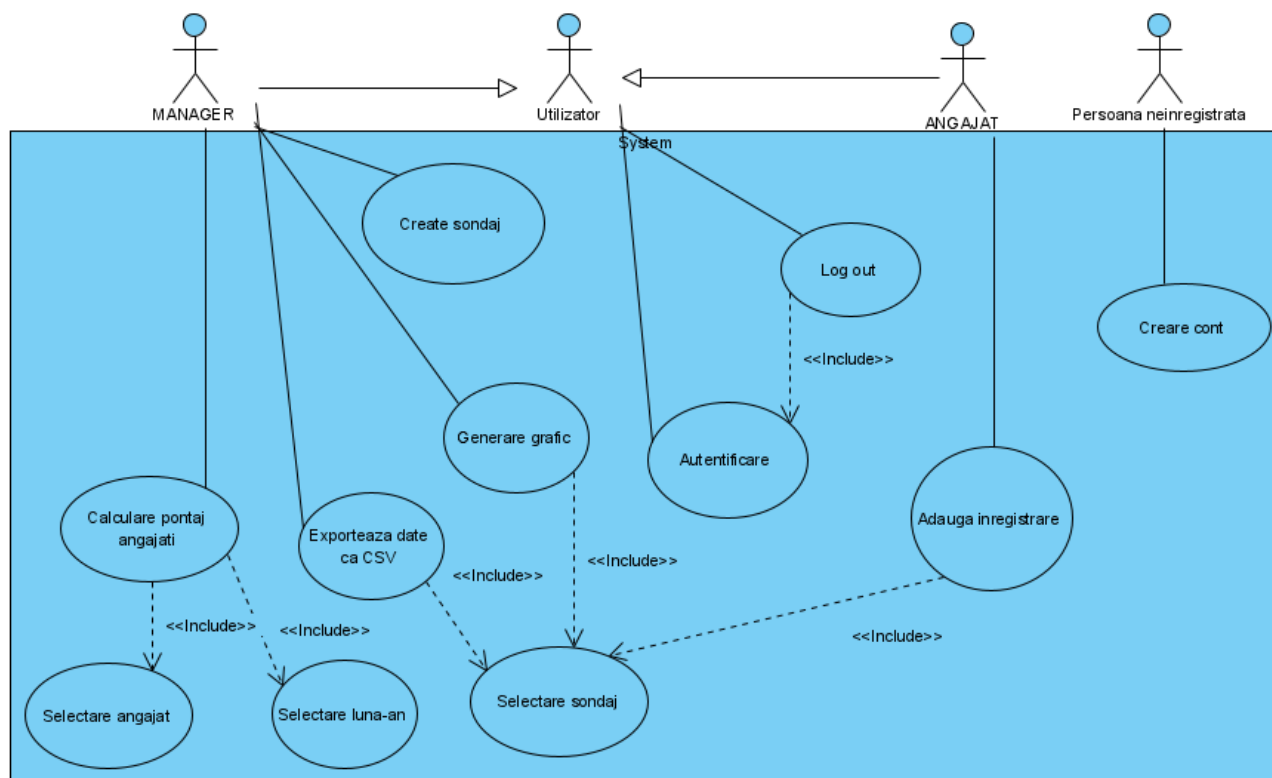 MANAGER
Utilizator
ANGAJAT
Persoana neinregistrata
System
Create sondaj
Log out
Creare cont
<<Include>>
Generare grafic
Autentificare
Calculare pontaj
angajati
Exporteaza date
ca CSV
Adauga inregistrare
<<Include>>
<<Include>>
<<Include>>
<<Include>>
<<Include>>
Selectare angajat
Selectare luna-an
Selectare sondaj